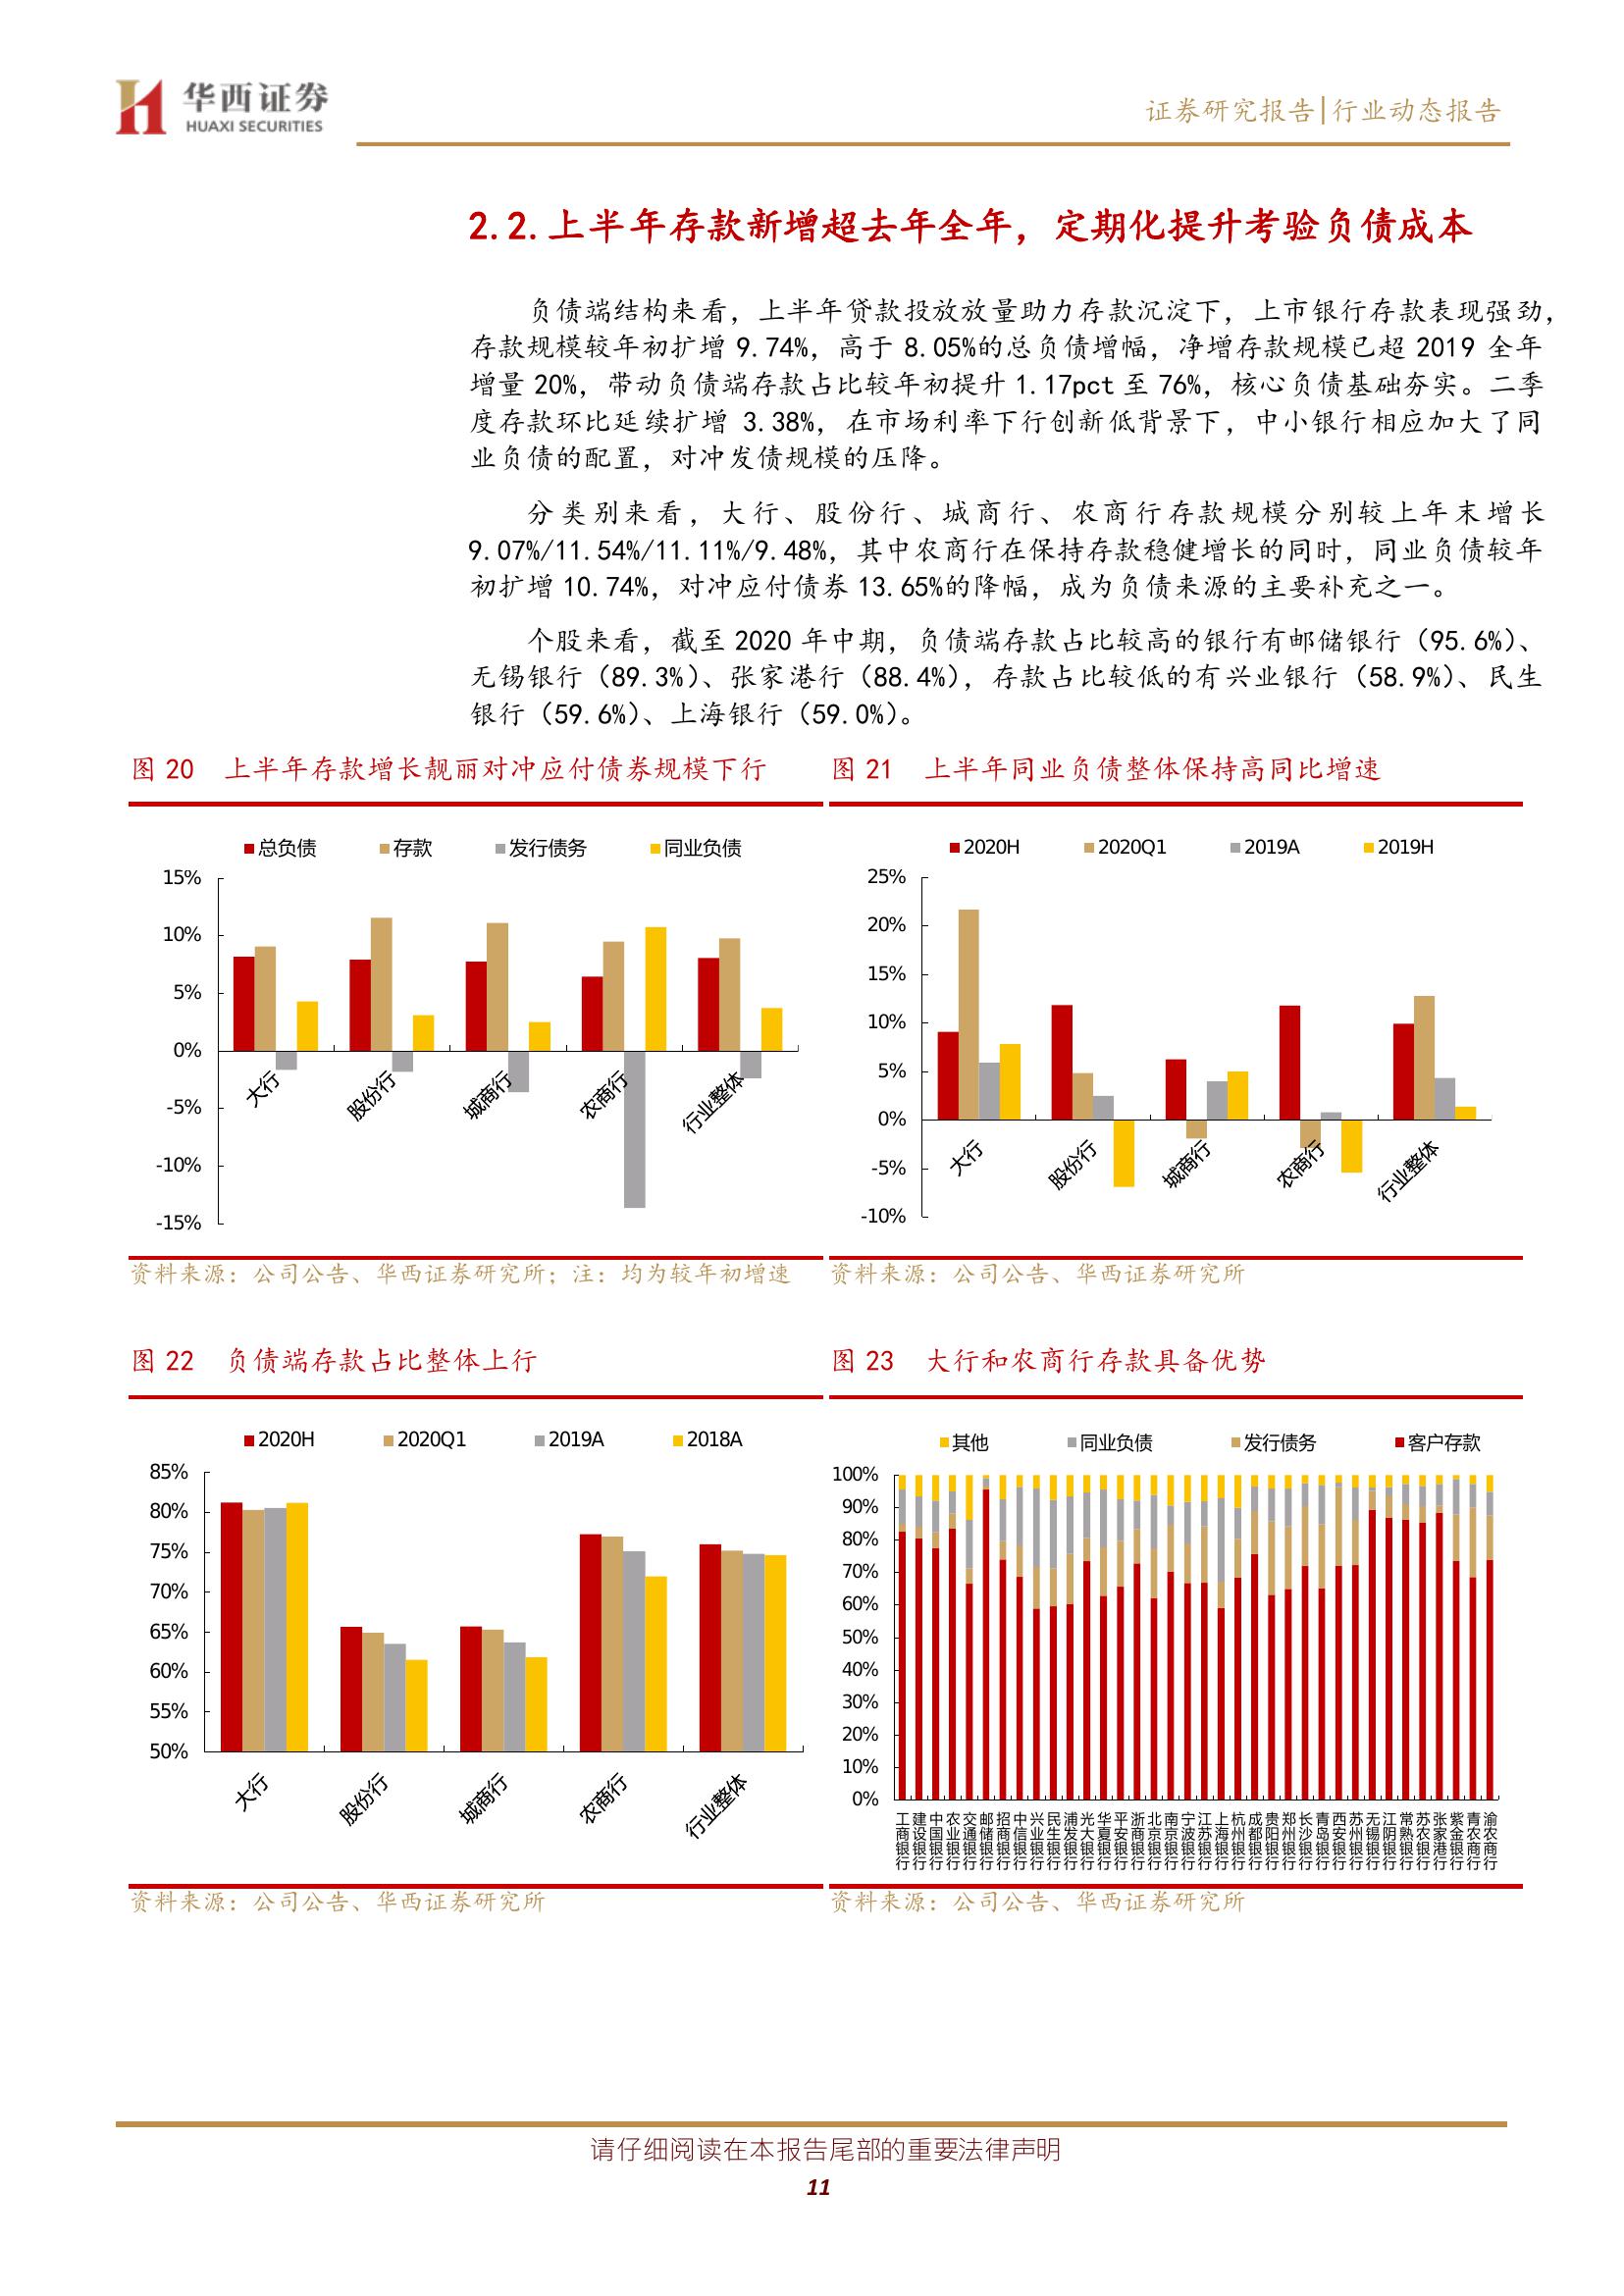 华西证券
HUAXI SECURITIES
证券研究报告|行业动态报告
2.2.上半年存款新增超去年全年，定期化提升考验负债成本
负债端结构来看，上半年贷款投放放量助力存款沉淀下，上市银行存款表现强劲，
存款规模较年初扩增 9.74%，高于 8.05%的总负债增幅，净增存款规模已超 2019 全年
增量 20%，带动负债端存款占比较年初提升 1.17pct 至 76%，核心负债基础夯实。二季
度存款环比延续扩增 3.38%，在市场利率下行创新低背景下，中小银行相应加大了同
业负债的配置，对冲发债规模的压降。
分类别来看，大行、股份行、城商行、农商行存款规模分别较上年末增长
9.07%/11.54%/11.11%/9.48%，其中农商行在保持存款稳健增长的同时，同业负债较年
初扩增 10.74%，对冲应付债券 13.65%的降幅，成为负债来源的主要补充之一。
个股来看，截至 2020 年中期，负债端存款占比较高的银行有邮储银行（95.6%）、
无锡银行（89.3%）、张家港行（88.4%），存款占比较低的有兴业银行（58.9%）、民生
银行（59.6%）、上海银行（59.0%）。
图 20 上半年存款增长靓丽对冲应付债券规模下行
总负债 存款 发行债务 同业负债
15%
10%
5%
0%
-5%
-10%
-15%
大行 股份行 城商行 农商行 行业整体
资料来源：公司公告、华西证券研究所；注：均为较年初增速
图 21 上半年同业负债整体保持高同比增速
2020H 2020Q1 2019A 2019H
25%
20%
15%
10%
5%
0%
-5%
-10%
大行 股份行 城商行 农商行 行业整体
资料来源：公司公告、华西证券研究所
图 22 负债端存款占比整体上行
2020H 2020Q1 2019A 2018A
85%
80%
75%
70%
65%
60%
55%
50%
大行 股份行 城商行 农商行 行业整体
资料来源：公司公告、华西证券研究所
图 23 大行和农商行存款具备优势
其他 同业负债 发行债务 客户存款
100%
90%
80%
70%
60%
50%
40%
30%
20%
10%
0%
工商银行 建设银行 中国银行 农业银行 交通银行 邮储银行 招商银行 中信银行 兴业银行 民生银行 浦发银行 光大银行 华夏银行 平安银行 浙商银行 北京银行 南京银行 宁波银行 江苏银行 上海银行 杭州银行 成都银行 贵阳银行 郑州银行 长沙银行 青岛银行 西安银行 苏州银行 无锡银行 江阴银行 常熟银行 苏农银行 张家港行 紫金银行 青农商行 渝农商行
资料来源：公司公告、华西证券研究所
请仔细阅读在本报告尾部的重要法律声明
11